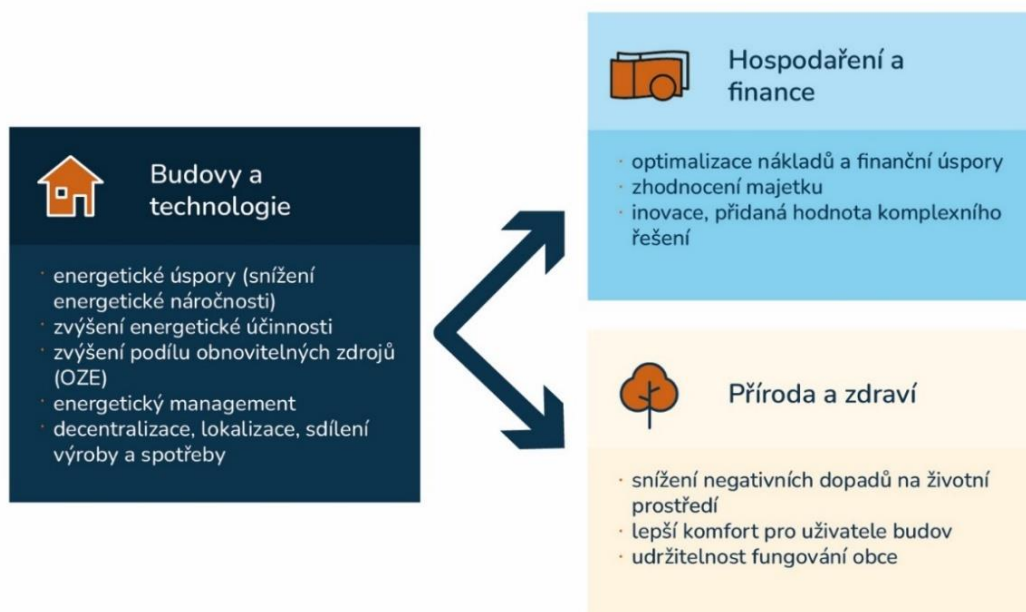 Budovy a
technologie
· energetické úspory (snížení
energetické náročnosti)
· zvýšení energetické účinnosti
· zvýšení podílu obnovitelných zdrojů
(OZE)
· energetický management
· decentralizace, lokalizace, sdílení
výroby a spotřeby
Hospodaření a
finance
· optimalizace nákladů a finanční úspory
· zhodnocení majetku
· inovace, přidaná hodnota komplexního
řešení
Příroda a zdraví
· snížení negativních dopadů na životní
prostředí
· lepší komfort pro uživatele budov
· udržitelnost fungování obce